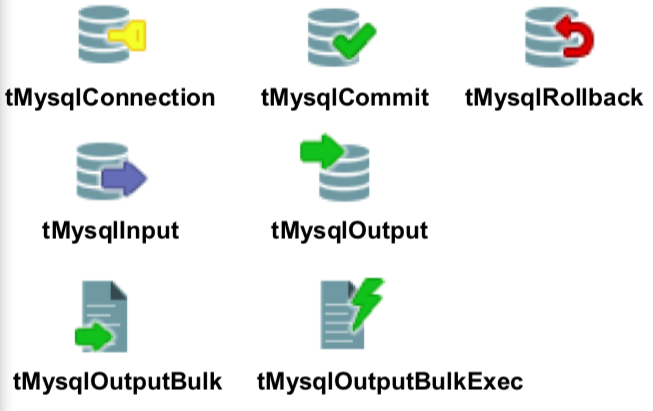 tMysqlConnection tMysqlCommit tMysqlRollback
tMysqlInput tMysqlOutput
tMysqlOutputBulk tMysqlOutputBulkExec